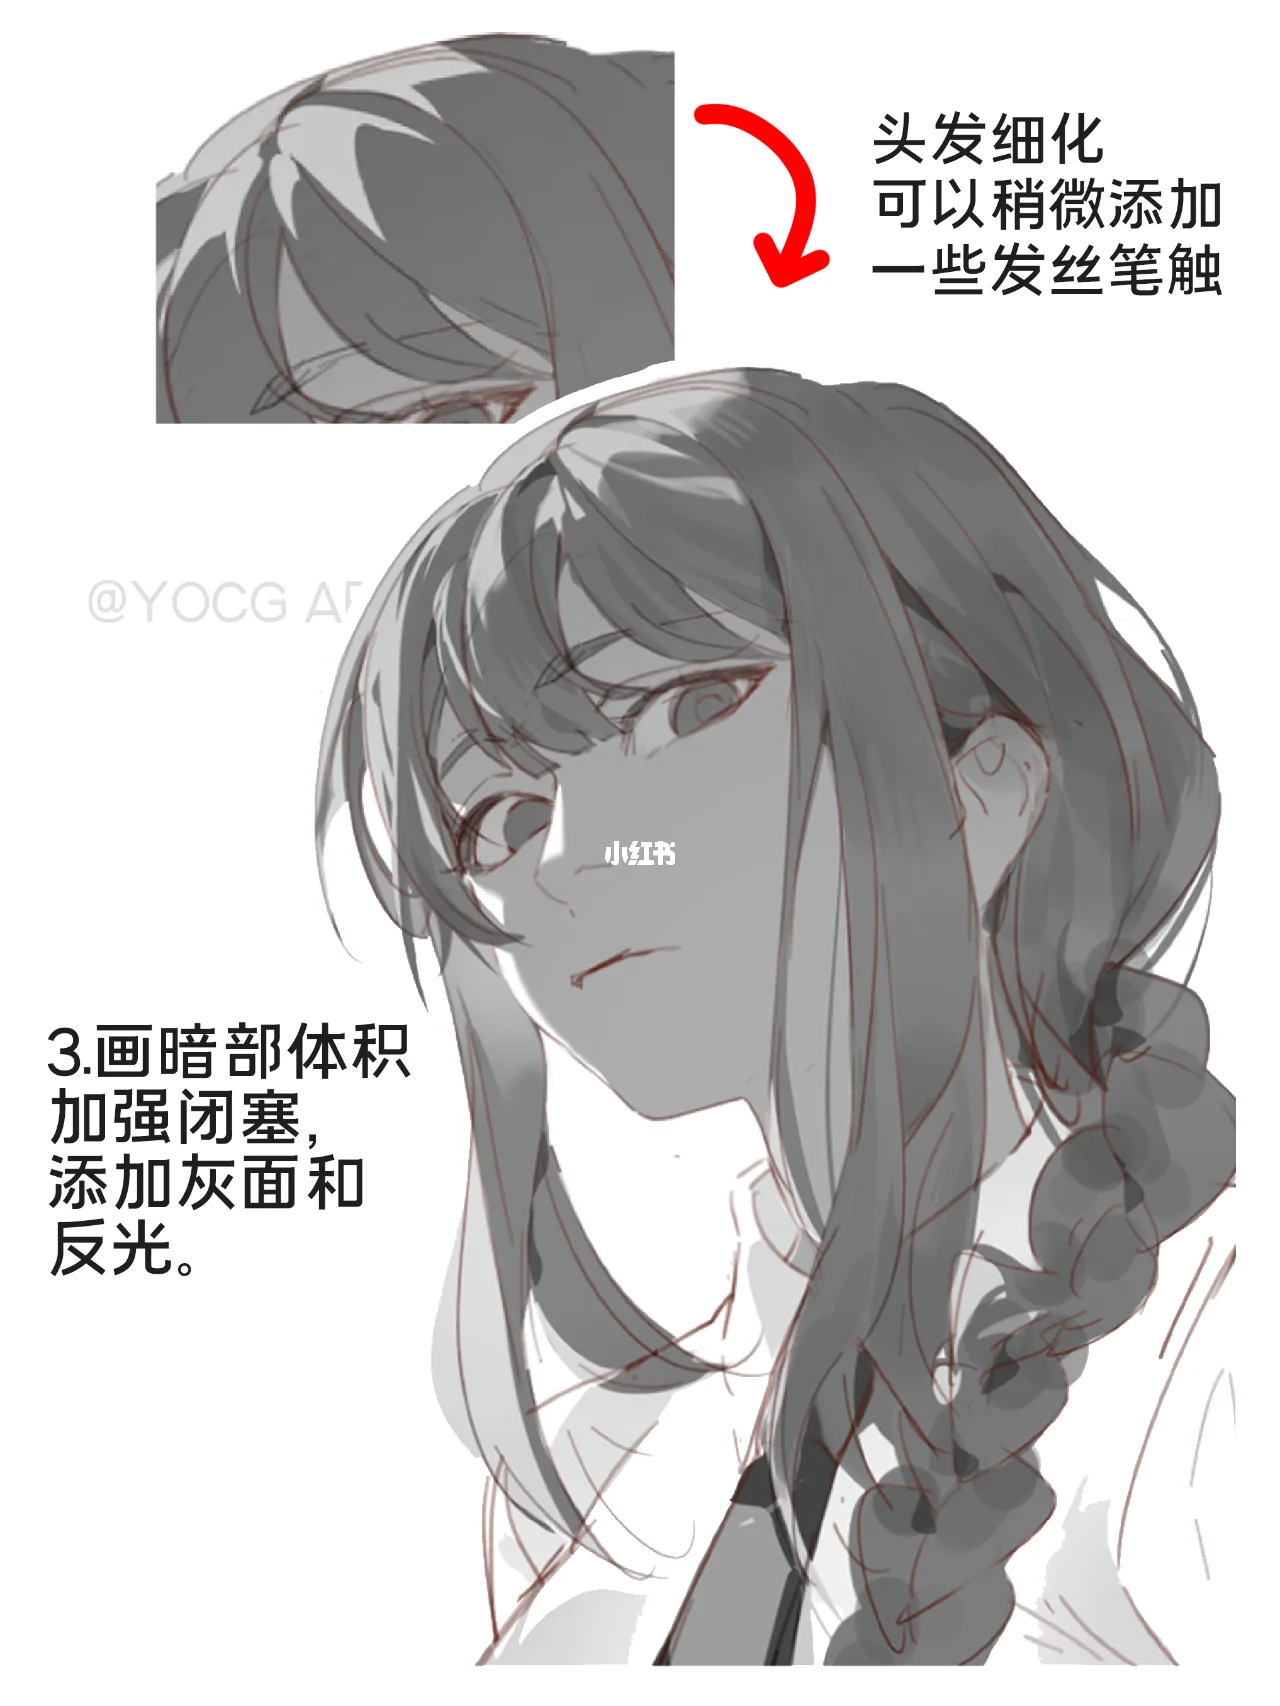 头发细化
可以稍微添加
一些发丝笔触
@YOCG A
小红书
3.画暗部体积
加强闭塞，
添加灰面和
反光。